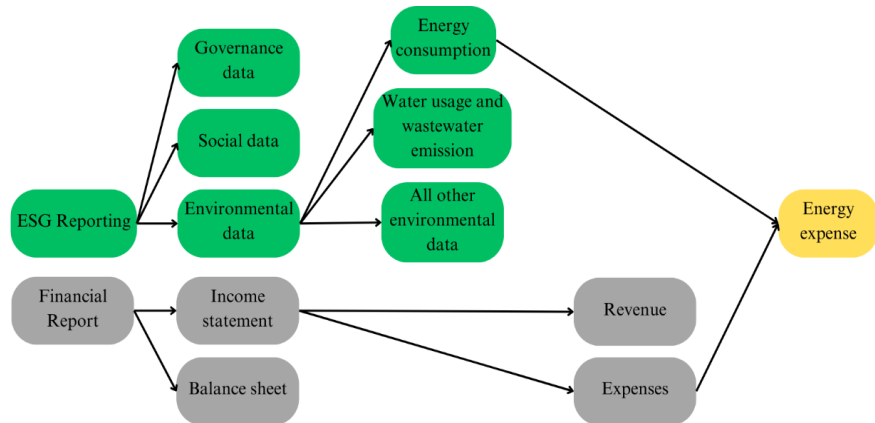 Energy
consumption
Governance
data
Water usage and
wastewater
emission
Social data
ESG Reporting
Environmental
data
All other
environmental
data
Energy
expense
Financial
Report
Income
statement
Revenue
Balance sheet
Expenses